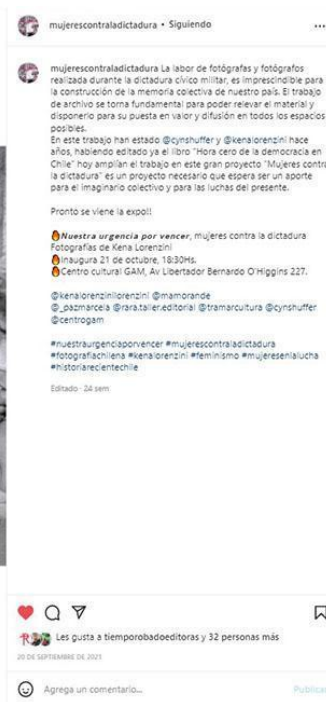 mujerescontraladictadura • Siguiendo
mujerescontraladictadura La labor de fotógrafas y fotógrafos
realizada durante la dictadura cívico militar, es imprescindible para
la construcción de la memoria colectiva de nuestro país. El trabajo
de archivo se torna fundamental para poder relevar el material y
disponerlo para su puesta en valor y difusión en todos los espacios
posibles.
En este trabajo han estado @cynshuffer y @kenalorenzini hace
años, habiendo editado ya el libro "Hora cero de la democracia en
Chile" hoy amplían el trabajo en este gran proyecto "Mujeres contra
la dictadura" es un proyecto necesario que espera ser un aporte
para el imaginario colectivo y para las luchas del presente.
Pronto se viene la expo!!
🔥Nuestra urgencia por vencer, mujeres contra la dictadura
Fotografías de Kena Lorenzini
🔥Inaugura 21 de octubre, 18:30Hs.
🔥Centro cultural GAM, Av Libertador Bernardo O'Higgins 227.
@kenalorenzinilorenzini @mamorande
@_pazmarcela @rara.taller.editorial @tramarcultura @cynshuffer
@centrogam
#nuestraurgenciaporvencer #mujerescontraladictadura
#fotografiachilena #kenalorenzini #feminismo #mujeresenlalucha
#historiarecientechile
Editado · 24 sem
Les gusta a tiemporobadoeditoras y 32 personas más
20 DE SEPTIEMBRE DE 2021
Agrega un comentario... Publicar